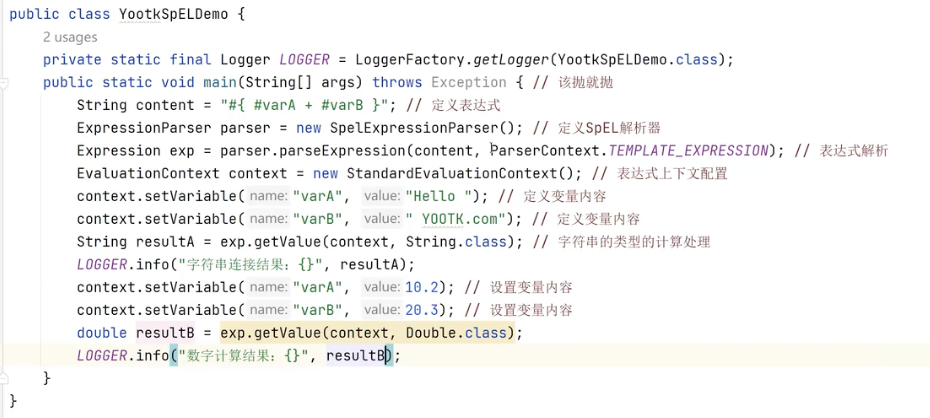 public class YootkSpELDemo {
2 usages
private static final Logger LOGGER = LoggerFactory.getLogger(YootkSpELDemo.class);
public static void main(String[] args) throws Exception { // 该抛就抛
String content = "#{ #varA + #varB }"; // 定义表达式
ExpressionParser parser = new SpelExpressionParser(); // 定义SpEL解析器
Expression exp = parser.parseExpression(content, ParserContext.TEMPLATE_EXPRESSION); // 表达式解析
EvaluationContext context = new StandardEvaluationContext(); // 表达式上下文配置
context.setVariable( name: "varA", value: "Hello "); // 定义变量内容
context.setVariable( name: "varB", value: " YOOTK.com"); // 定义变量内容
String resultA = exp.getValue(context, String.class); // 字符串的类型的计算处理
LOGGER.info("字符串连接结果：{}", resultA);
context.setVariable( name: "varA", value: 10.2); // 设置变量内容
context.setVariable( name: "varB", value: 20.3); // 设置变量内容
double resultB = exp.getValue(context, Double.class);
LOGGER.info("数字计算结果：{}", resultB);
}
}